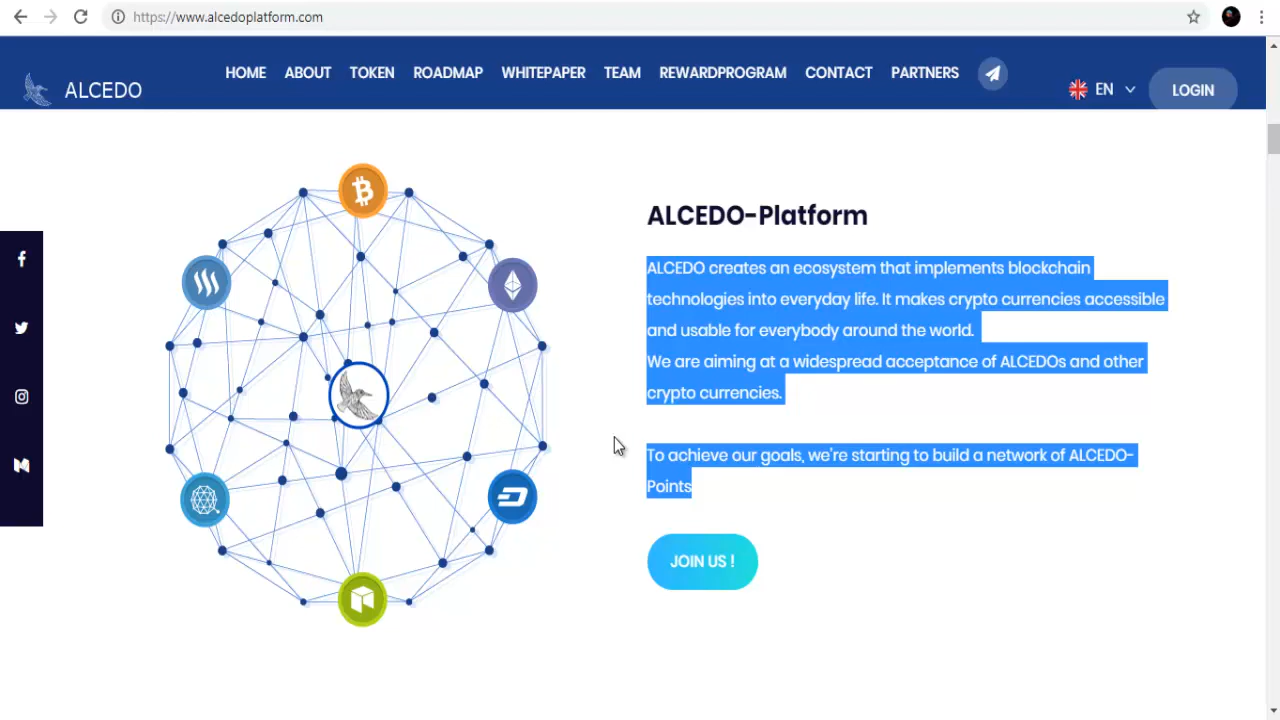 https://www.alcedoplatform.com
ALCEDO
HOME ABOUT TOKEN ROADMAP WHITEPAPER TEAM REWARDPROGRAM CONTACT PARTNERS
EN
LOGIN
ALCEDO-Platform
ALCEDO creates an ecosystem that implements blockchain
technologies into everyday life. It makes crypto currencies accessible
and usable for everybody around the world.
We are aiming at a widespread acceptance of ALCEDOs and other
crypto currencies.
To achieve our goals, we're starting to build a network of ALCEDO-
Points
JOIN US !